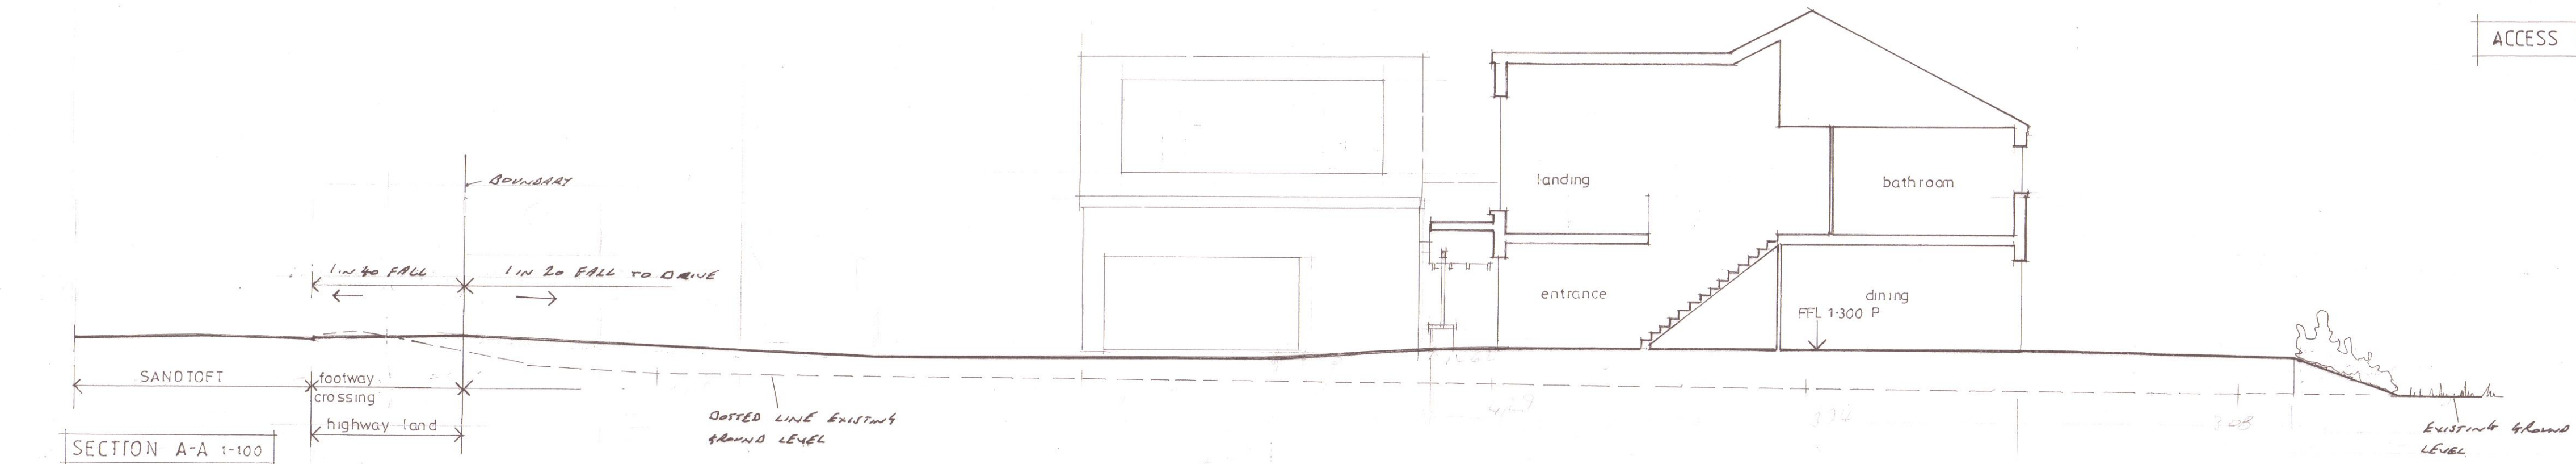 ACCESS
BOUNDARY
landing
bathroom
1 IN 40 FALL
1 IN 20 FALL TO DRIVE
entrance
dining
FFL 1·300 P
SANDTOFT
footway
crossing
highway land
DOTTED LINE EXISTING
GROUND LEVEL
EXISTING GROUND
LEVEL
SECTION A-A 1-100